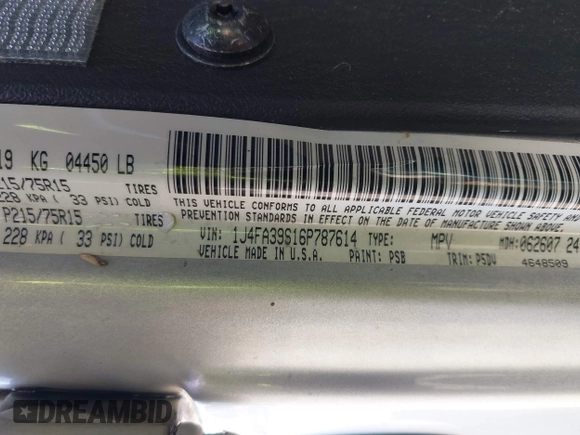 19 KG 04450 LB
215/75R15 TIRES
228 KPA ( 33 PSI) COLD
P215/75R15 TIRES
228 KPA ( 33 PSI) COLD
THIS VEHICLE CONFORMS TO ALL APPLICABLE FEDERAL MOTOR VEHICLE SAFETY AN
PREVENTION STANDARDS IN EFFECT ON THE DATE OF MANUFACTURE SHOWN ABOVE.
VIN: 1J4FA39S16P787614 TYPE: MPV MDH: 062607 24
VEHICLE MADE IN U.S.A. PAINT: PSB TRIM: P5DV
4648509
DREAMBID